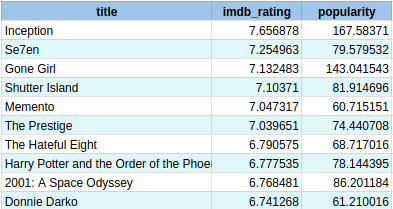 title imdb_rating popularity
Inception 7.656878 167.58371
Se7en 7.254963 79.579532
Gone Girl 7.132483 143.041543
Shutter Island 7.10371 81.914696
Memento 7.047317 60.715151
The Prestige 7.039651 74.440708
The Hateful Eight 6.790575 68.717016
Harry Potter and the Order of the Phoe 6.777535 78.144395
2001: A Space Odyssey 6.768481 86.201184
Donnie Darko 6.741268 61.210016